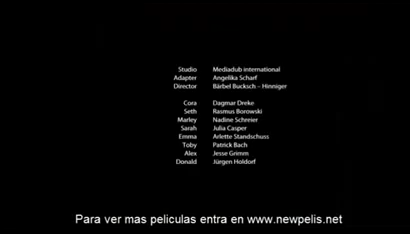 Studio Mediadub international
Adapter Angelika Scharf
Director Bärbel Bucksch – Hinniger
Cora Dagmar Dreke
Seth Rasmus Borowski
Marley Nadine Schreier
Sarah Julia Casper
Emma Arlette Standschuss
Toby Patrick Bach
Alex Jesse Grimm
Donald Jürgen Holdorf
Para ver mas peliculas entra en www.newpelis.net